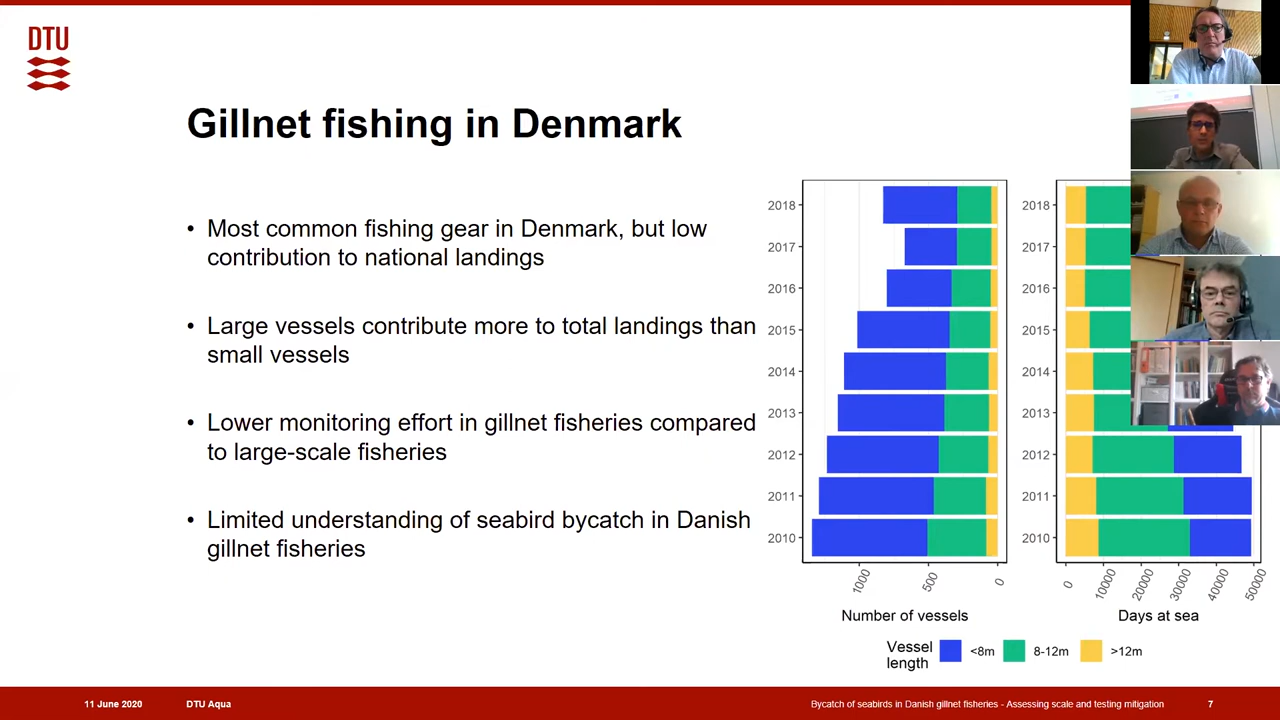 DTU
Gillnet fishing in Denmark
• Most common fishing gear in Denmark, but low
contribution to national landings
• Large vessels contribute more to total landings than
small vessels
• Lower monitoring effort in gillnet fisheries compared
to large-scale fisheries
• Limited understanding of seabird bycatch in Danish
gillnet fisheries
2018
2017
2016
2015
2014
2013
2012
2011
2010
1000
500
0
Number of vessels
2018
2017
2016
2015
2014
2013
2012
2011
2010
0
10000
20000
30000
40000
50000
Days at sea
Vessel
length
<8m
8-12m
>12m
11 June 2020
DTU Aqua
Bycatch of seabirds in Danish gillnet fisheries - Assessing scale and testing mitigation
7